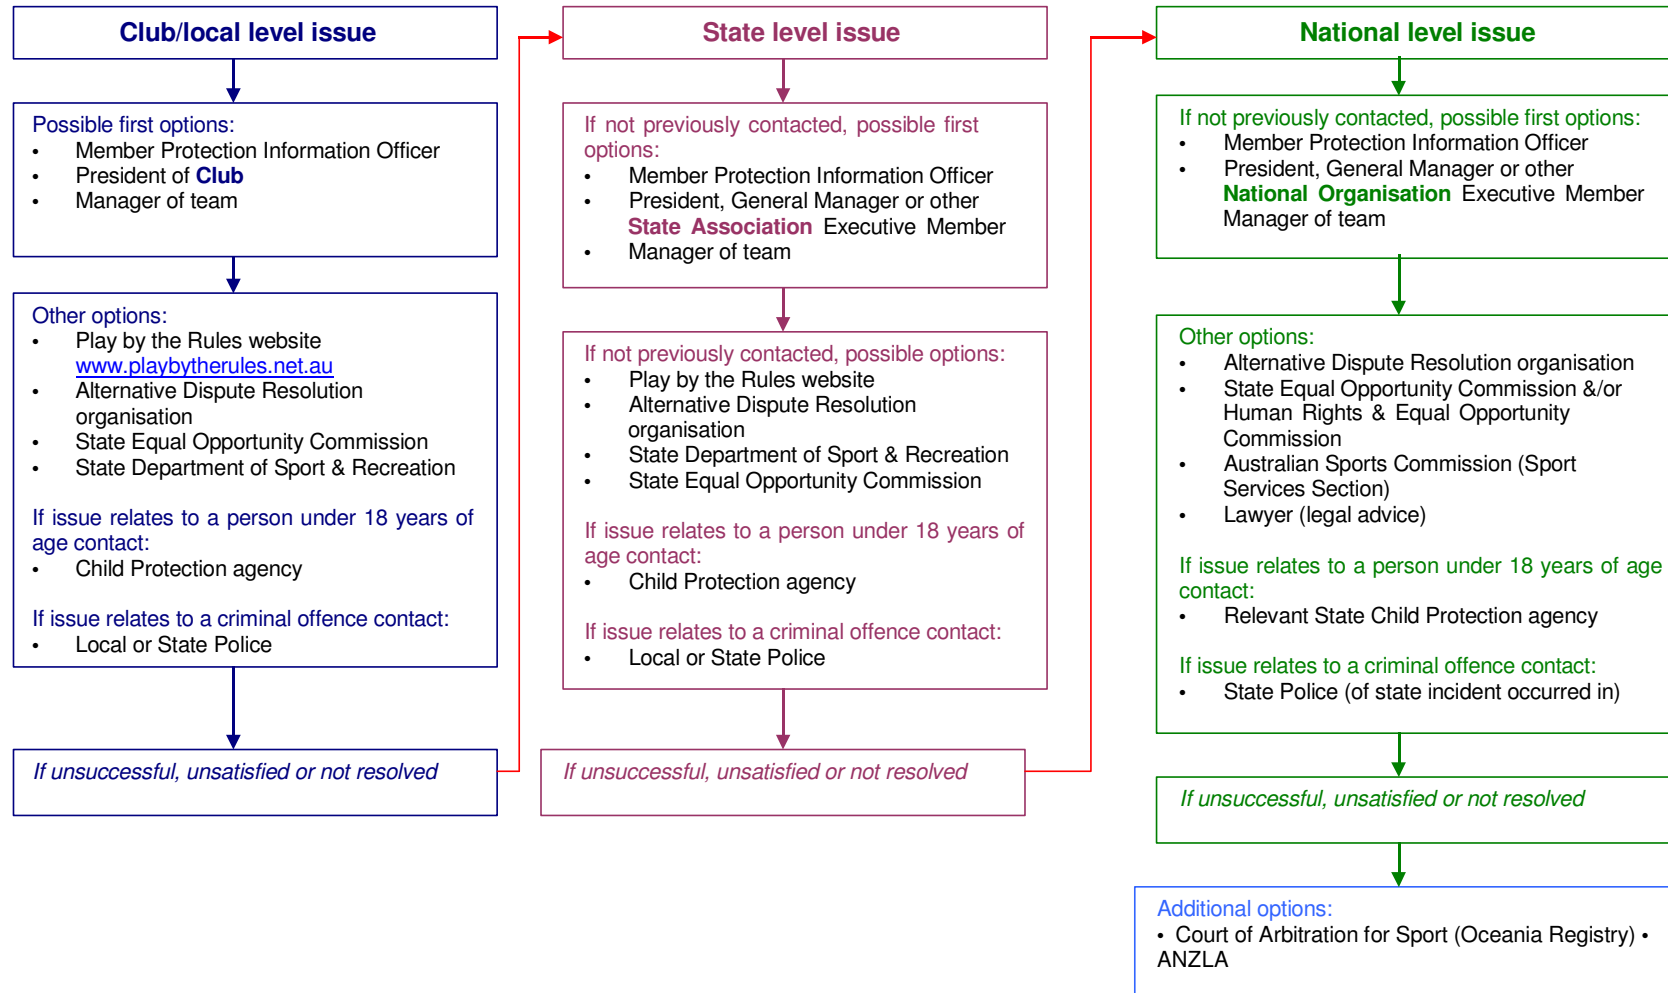 Club/local level issue
Possible first options:
• Member Protection Information Officer
• President of Club
• Manager of team
Other options:
• Play by the Rules website
www.playbytherules.net.au
• Alternative Dispute Resolution
organisation
• State Equal Opportunity Commission
• State Department of Sport & Recreation
If issue relates to a person under 18 years of
age contact:
• Child Protection agency
If issue relates to a criminal offence contact:
• Local or State Police
If unsuccessful, unsatisfied or not resolved
State level issue
If not previously contacted, possible first
options:
• Member Protection Information Officer
• President, General Manager or other
State Association Executive Member
• Manager of team
If not previously contacted, possible options:
• Play by the Rules website
• Alternative Dispute Resolution
organisation
• State Department of Sport & Recreation
• State Equal Opportunity Commission
If issue relates to a person under 18 years of
age contact:
• Child Protection agency
If issue relates to a criminal offence contact:
• Local or State Police
If unsuccessful, unsatisfied or not resolved
National level issue
If not previously contacted, possible first options:
• Member Protection Information Officer
• President, General Manager or other
National Organisation Executive Member
Manager of team
Other options:
• Alternative Dispute Resolution organisation
• State Equal Opportunity Commission &/or
Human Rights & Equal Opportunity
Commission
• Australian Sports Commission (Sport
Services Section)
• Lawyer (legal advice)
If issue relates to a person under 18 years of age
contact:
• Relevant State Child Protection agency
If issue relates to a criminal offence contact:
• State Police (of state incident occurred in)
If unsuccessful, unsatisfied or not resolved
Additional options:
• Court of Arbitration for Sport (Oceania Registry) •
ANZLA